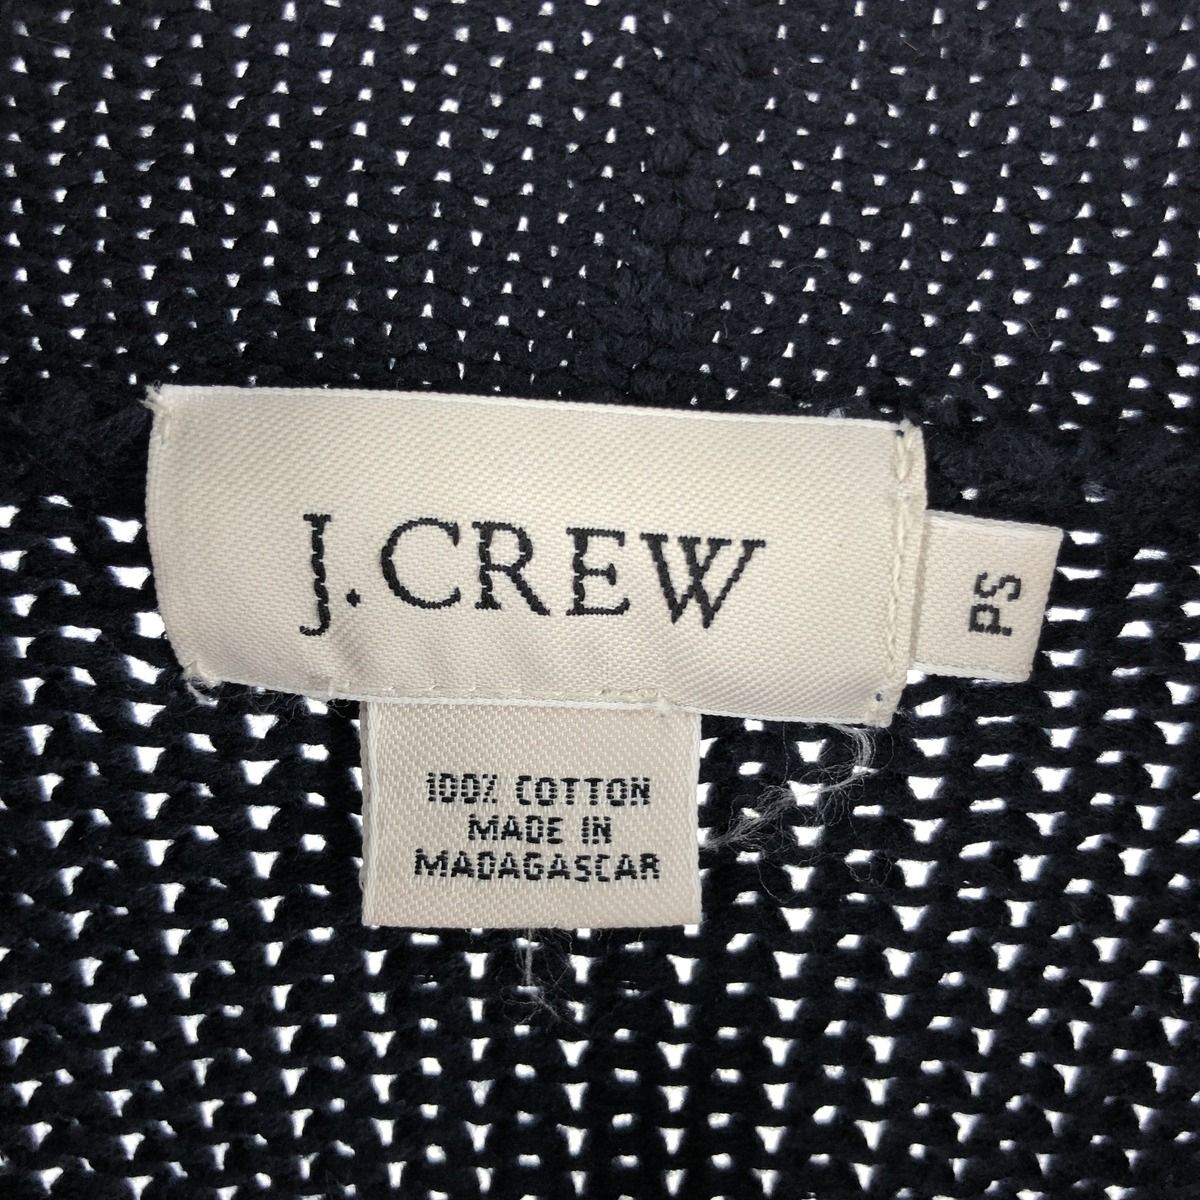 J.CREW
PS
100% COTTON
MADE IN
MADAGASCAR